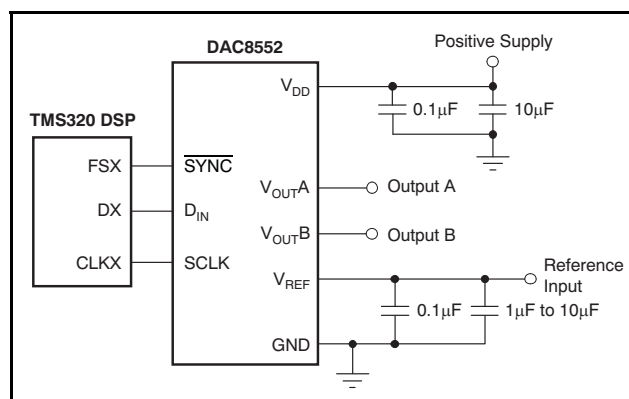 DAC8552
Positive Supply
V_DD
0.1µF
10µF
TMS320 DSP
FSX
SYNC
V_OUTA
Output A
DX
D_IN
V_OUTB
Output B
CLKX
SCLK
V_REF
Reference
Input
0.1µF
1µF to 10µF
GND